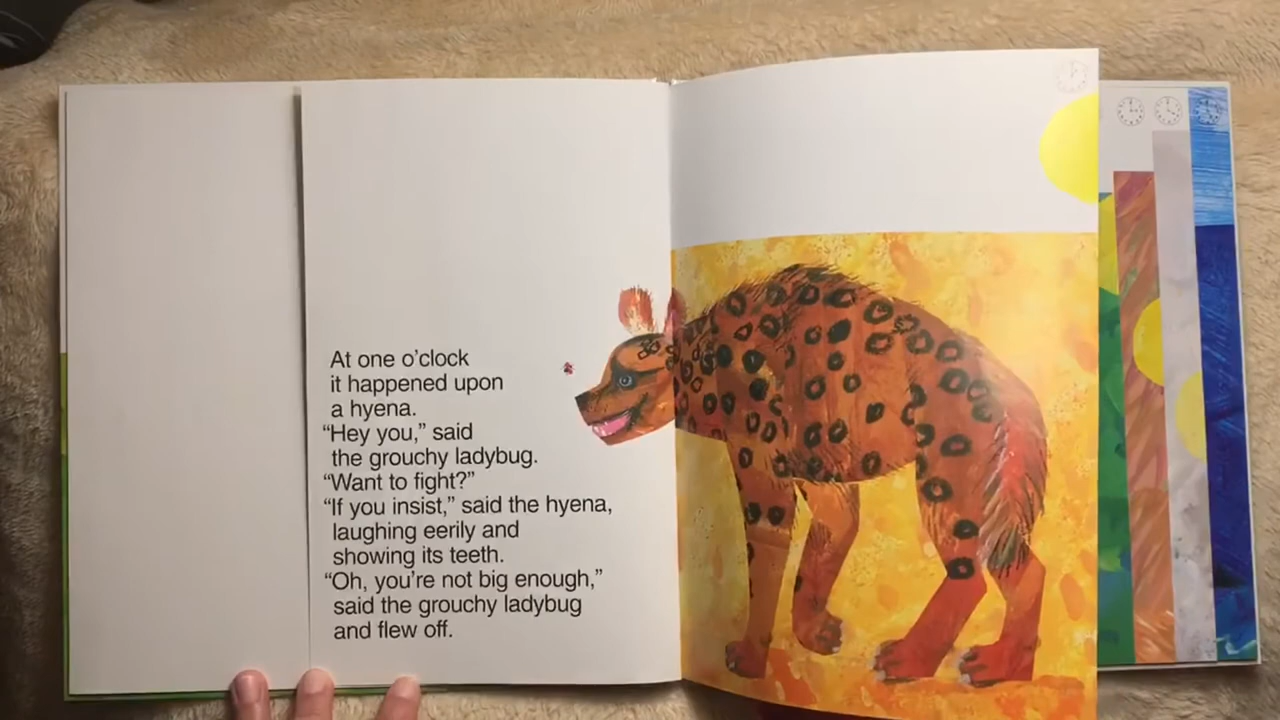 At one o’clock
it happened upon
a hyena.
“Hey you,” said
the grouchy ladybug.
“Want to fight?”
“If you insist,” said the hyena,
laughing eerily and
showing its teeth.
“Oh, you’re not big enough,”
said the grouchy ladybug
and flew off.